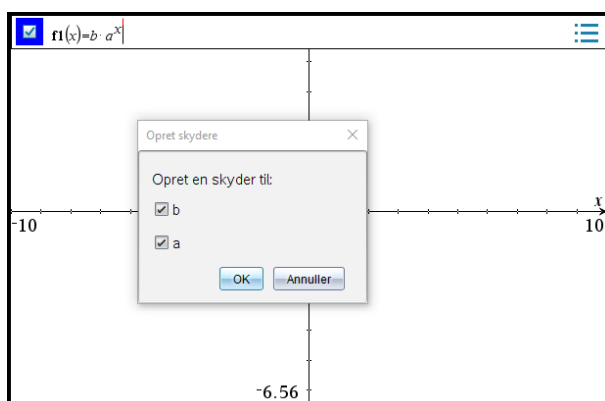 f1(x)=b·a^x
Opret skydere
Opret en skyder til:
b
a
OK Annuller
x
-10
10
-6.56